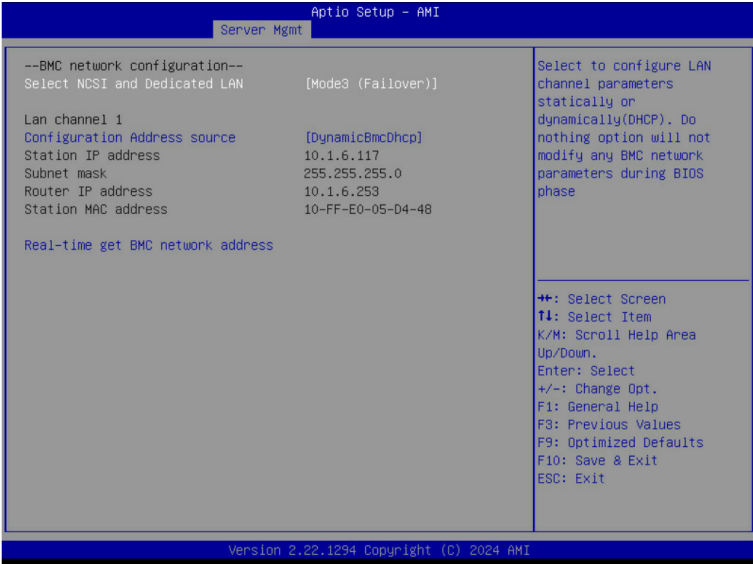 Aptio Setup - AMI
Server Mgmt
--BMC network configuration--
Select NCSI and Dedicated LAN [Mode3 (Failover)]
Lan channel 1
Configuration Address source [DynamicBmcDhcp]
Station IP address 10.1.6.117
Subnet mask 255.255.255.0
Router IP address 10.1.6.253
Station MAC address 10-FF-E0-05-D4-48
Real-time get BMC network address
Select to configure LAN
channel parameters
statically or
dynamically(DHCP). Do
nothing option will not
modify any BMC network
parameters during BIOS
phase
→←: Select Screen
↑↓: Select Item
K/M: Scroll Help Area
Up/Down.
Enter: Select
+/-: Change Opt.
F1: General Help
F3: Previous Values
F9: Optimized Defaults
F10: Save & Exit
ESC: Exit
Version 2.22.1294 Copyright (C) 2024 AMI